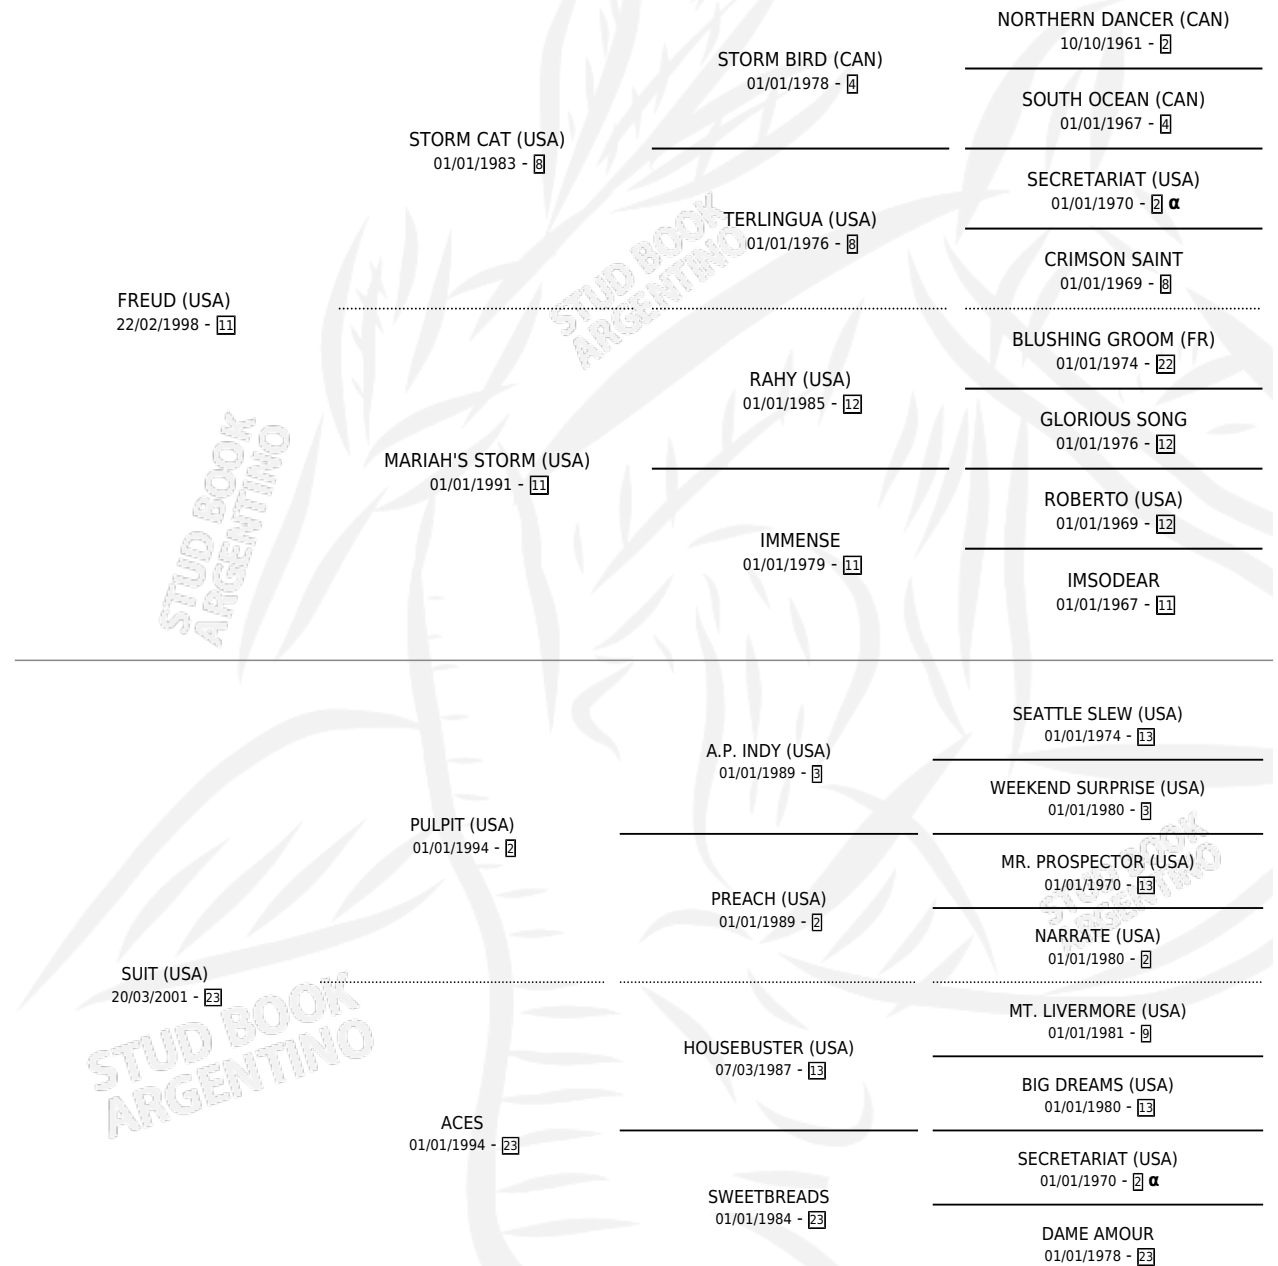 NORTHERN DANCER (CAN)
10/10/1961 - 2
STORM BIRD (CAN)
01/01/1978 - 4
SOUTH OCEAN (CAN)
01/01/1967 - 4
STORM CAT (USA)
01/01/1983 - 8
SECRETARIAT (USA)
01/01/1970 - 2 α
TERLINGUA (USA)
01/01/1976 - 8
CRIMSON SAINT
01/01/1969 - 8
FREUD (USA)
22/02/1998 - 11
BLUSHING GROOM (FR)
01/01/1974 - 22
RAHY (USA)
01/01/1985 - 12
GLORIOUS SONG
01/01/1976 - 12
MARIAH'S STORM (USA)
01/01/1991 - 11
ROBERTO (USA)
01/01/1969 - 12
IMMENSE
01/01/1979 - 11
IMSODEAR
01/01/1967 - 11
SEATTLE SLEW (USA)
01/01/1974 - 13
A.P. INDY (USA)
01/01/1989 - 3
WEEKEND SURPRISE (USA)
01/01/1980 - 3
PULPIT (USA)
01/01/1994 - 2
MR. PROSPECTOR (USA)
01/01/1970 - 13
PREACH (USA)
01/01/1989 - 2
NARRATE (USA)
01/01/1980 - 2
SUIT (USA)
20/03/2001 - 23
MT. LIVERMORE (USA)
01/01/1981 - 9
HOUSEBUSTER (USA)
07/03/1987 - 13
BIG DREAMS (USA)
01/01/1980 - 13
ACES
01/01/1994 - 23
SECRETARIAT (USA)
01/01/1970 - 2 α
SWEETBREADS
01/01/1984 - 23
DAME AMOUR
01/01/1978 - 23
STUD BOOK
ARGENTINO
STUD BOOK
ARGENTINO
STUD BOOK
ARGENTINO
STUD BOOK
ARGENTINO